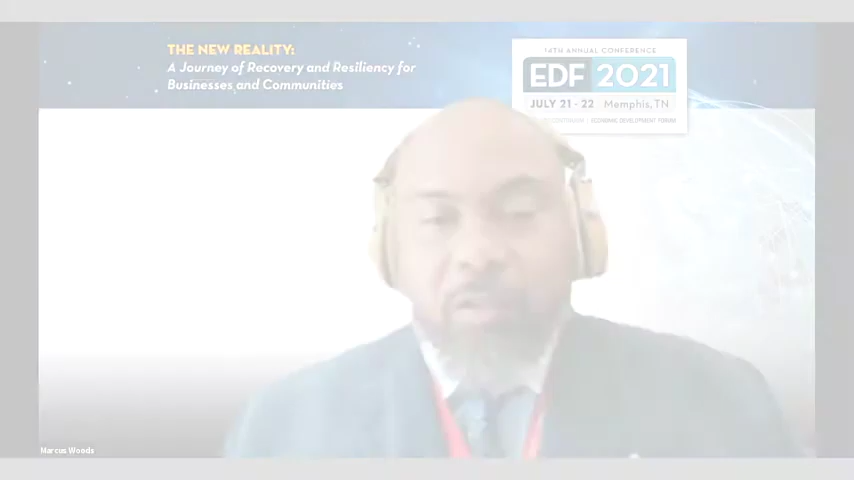 THE NEW REALITY:
A Journey of Recovery and Resiliency for
Businesses and Communities
14TH ANNUAL CONFERENCE
EDF 2021
JULY 21 - 22 Memphis, TN
ECONOMIC DEVELOPMENT FORUM
Marcus Woods